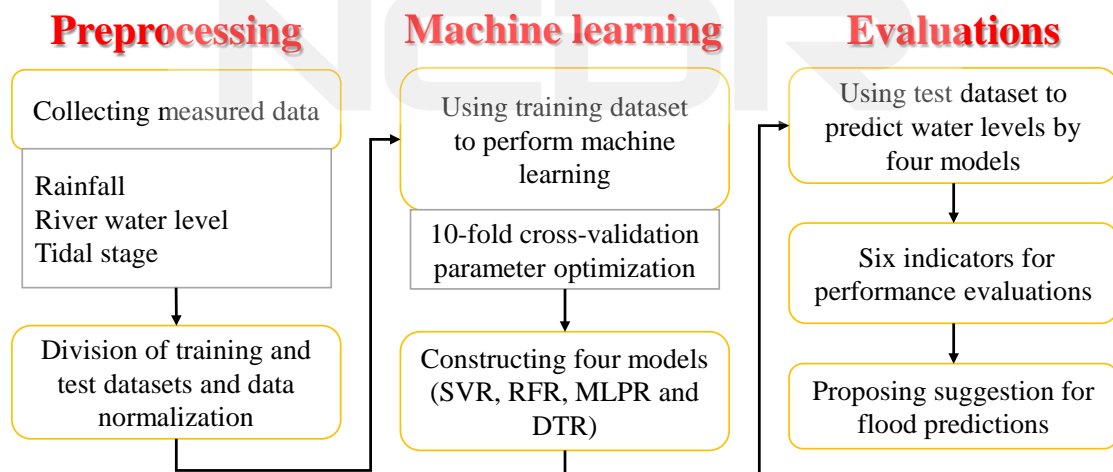 NCDR
Preprocessing
Collecting measured data
Rainfall
River water level
Tidal stage
Division of training and
test datasets and data
normalization
Machine learning
Using training dataset
to perform machine
learning
10-fold cross-validation
parameter optimization
Constructing four models
(SVR, RFR, MLPR and
DTR)
Evaluations
Using test dataset to
predict water levels by
four models
Six indicators for
performance evaluations
Proposing suggestion for
flood predictions